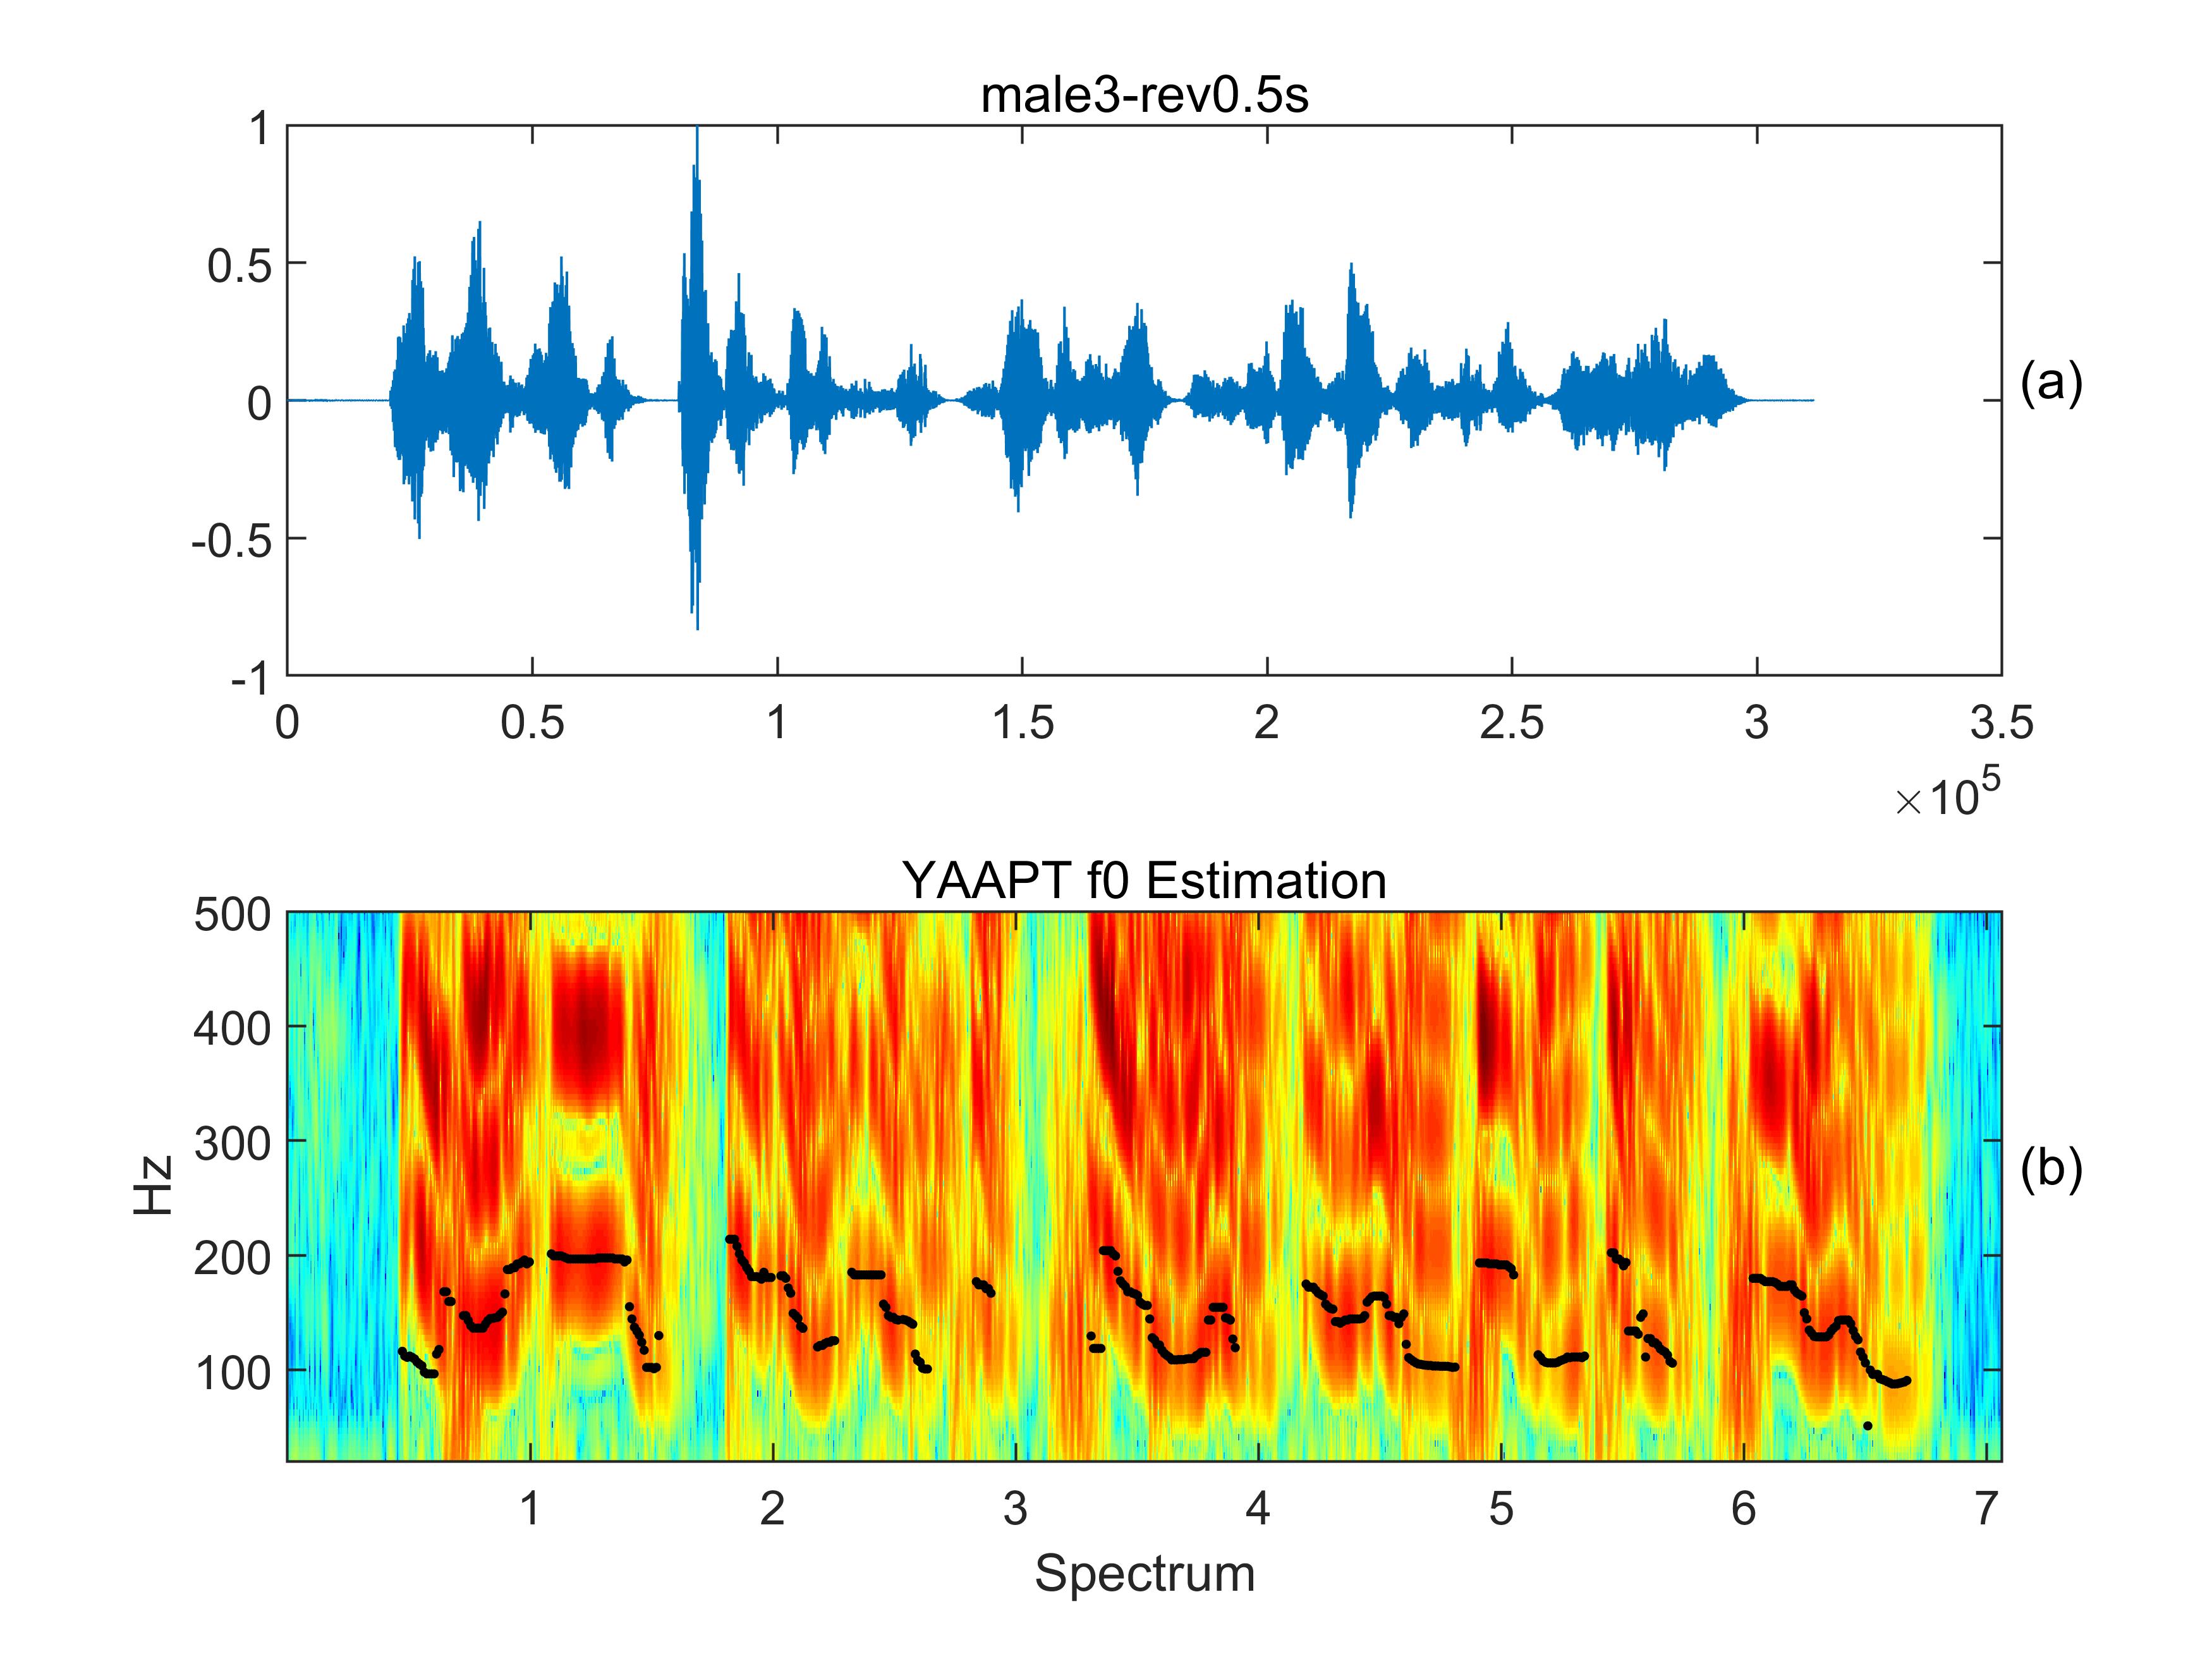 male3-rev0.5s
1
0.5
0
-0.5
-1
(a)
0 0.5 1 1.5 2 2.5 3 3.5
×10^5
YAAPT f0 Estimation
500
400
300
200
100
Hz
(b)
1 2 3 4 5 6 7
Spectrum